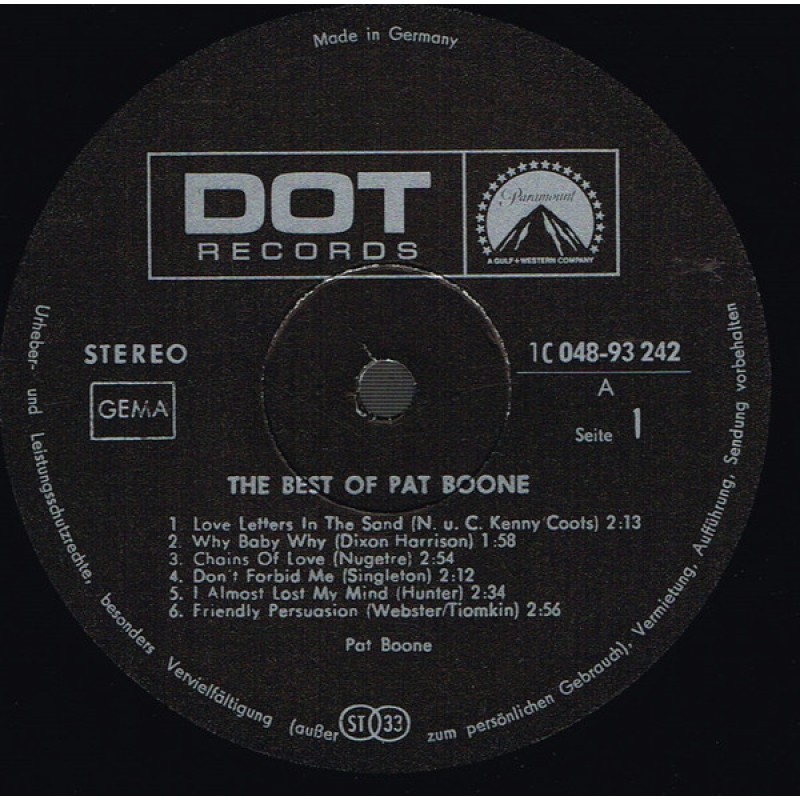 Made in Germany
DOT
RECORDS
Paramount
A GULF+WESTERN COMPANY
STEREO
GEMA
1C 048-93 242
A
Seite 1
THE BEST OF PAT BOONE
1 Love Letters In The Sand (N. u. C. Kenny Coots) 2:13
2. Why Baby Why (Dixon Harrison) 1:58
3. Chains Of Love (Nugetre) 2:54
4. Don't Forbid Me (Singleton) 2:12
5. I Almost Lost My Mind (Hunter) 2:34
6. Friendly Persuasion (Webster/Tiomkin) 2:56
Pat Boone
Urheber- und Leistungsschutzrechte, besonders Vervielfältigung (außer zum persönlichen Gebrauch), Vermietung, Aufführung, Sendung vorbehalten
ST 33